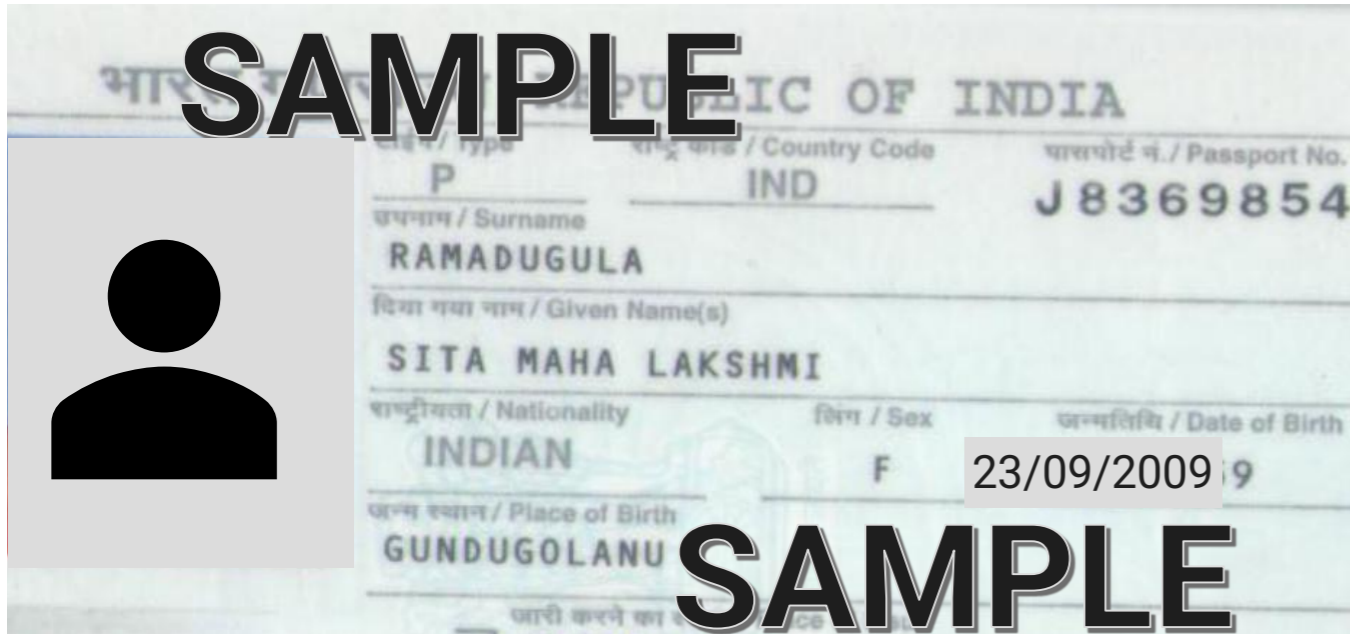 SAMPLE
REPUBLIC OF INDIA
/ Type राष्ट्र कोड / Country Code पासपोर्ट नं. / Passport No.
P IND J8369854
उपनाम / Surname
RAMADUGULA
दिया गया नाम / Given Name(s)
SITA MAHA LAKSHMI
राष्ट्रीयता / Nationality लिंग / Sex जन्मतिथि / Date of Birth
INDIAN F 23/09/2009 9
जन्म स्थान / Place of Birth
GUNDUGOLANU
SAMPLE
जारी करने का